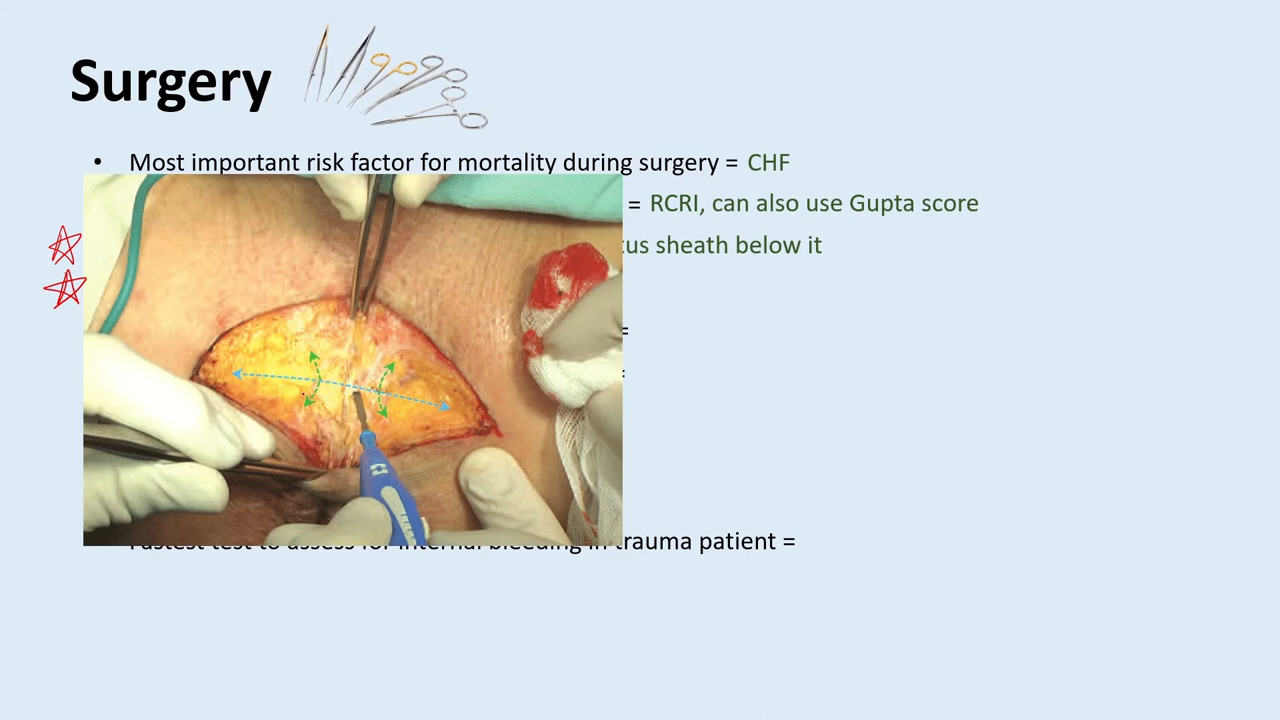 Surgery
• Most important risk factor for mortality during surgery = CHF
= RCRI, can also use Gupta score
tus sheath below it
=
=
Fastest test to assess for internal bleeding in trauma patient =